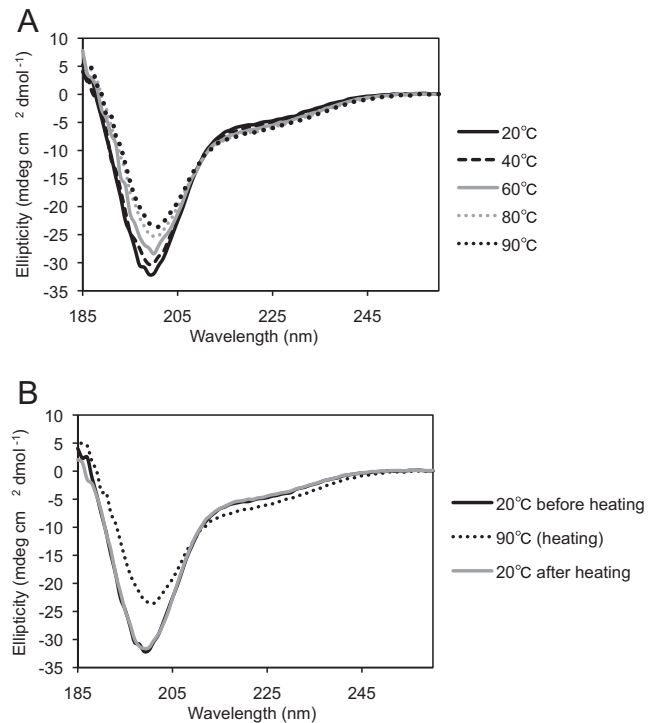 A
10
5
0
-5
-10
-15
-20
-25
-30
-35
185
205
225
245
Ellipticity (mdeg cm 2 dmol -1)
Wavelength (nm)
20°C
40°C
60°C
80°C
90°C
B
10
5
0
-5
-10
-15
-20
-25
-30
-35
185
205
225
245
Ellipticity (mdeg cm 2 dmol -1)
Wavelength (nm)
20°C before heating
90°C (heating)
20°C after heating